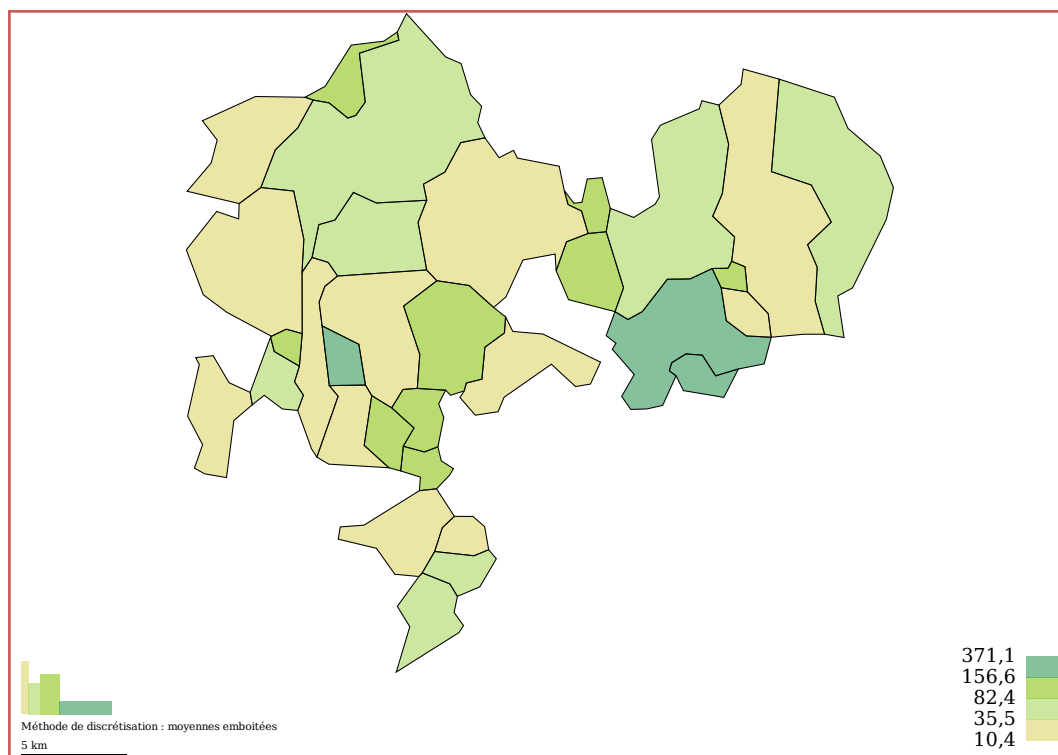 371,1
156,6
82,4
35,5
10,4
Méthode de discrétisation : moyennes emboitées
5 km